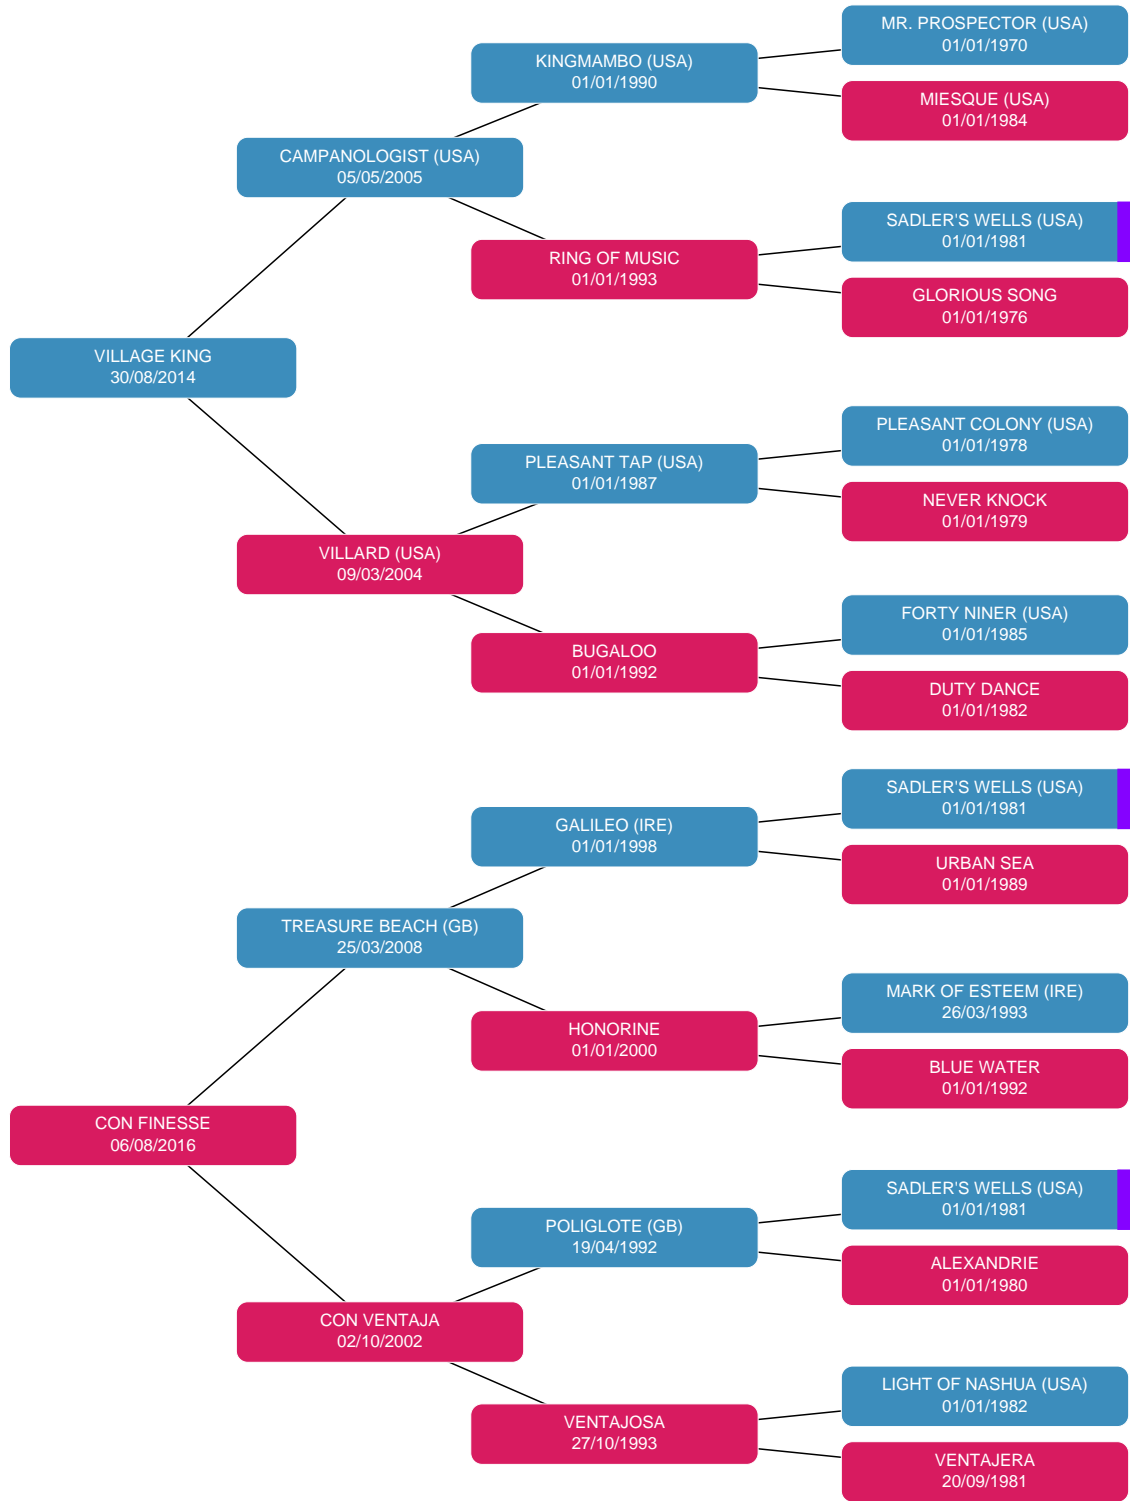 MR. PROSPECTOR (USA)
01/01/1970
KINGMAMBO (USA)
01/01/1990
MIESQUE (USA)
01/01/1984
CAMPANOLOGIST (USA)
05/05/2005
SADLER'S WELLS (USA)
01/01/1981
RING OF MUSIC
01/01/1993
GLORIOUS SONG
01/01/1976
VILLAGE KING
30/08/2014
PLEASANT COLONY (USA)
01/01/1978
PLEASANT TAP (USA)
01/01/1987
NEVER KNOCK
01/01/1979
VILLARD (USA)
09/03/2004
FORTY NINER (USA)
01/01/1985
BUGALOO
01/01/1992
DUTY DANCE
01/01/1982
SADLER'S WELLS (USA)
01/01/1981
GALILEO (IRE)
01/01/1998
URBAN SEA
01/01/1989
TREASURE BEACH (GB)
25/03/2008
MARK OF ESTEEM (IRE)
26/03/1993
HONORINE
01/01/2000
BLUE WATER
01/01/1992
CON FINESSE
06/08/2016
SADLER'S WELLS (USA)
01/01/1981
POLIGLOTE (GB)
19/04/1992
ALEXANDRIE
01/01/1980
CON VENTAJA
02/10/2002
LIGHT OF NASHUA (USA)
01/01/1982
VENTAJOSA
27/10/1993
VENTAJERA
20/09/1981